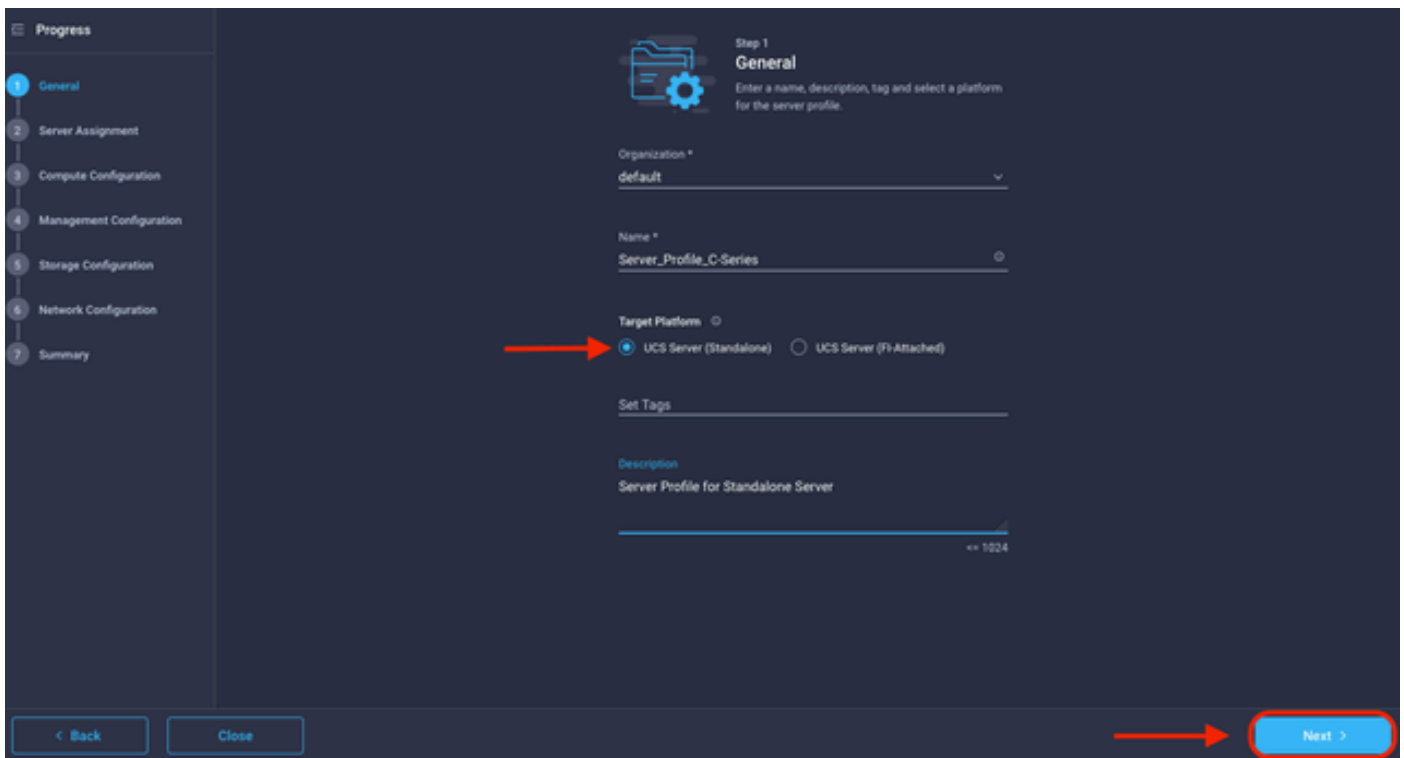 Progress
1 General
2 Server Assignment
3 Compute Configuration
4 Management Configuration
5 Storage Configuration
6 Network Configuration
7 Summary
Step 1
General
Enter a name, description, tag and select a platform
for the server profile.
Organization *
default
Name *
Server_Profile_C-Series
Target Platform
UCS Server (Standalone) UCS Server (FI-Attached)
Set Tags
Description
Server Profile for Standalone Server
<= 1024
< Back Close Next >